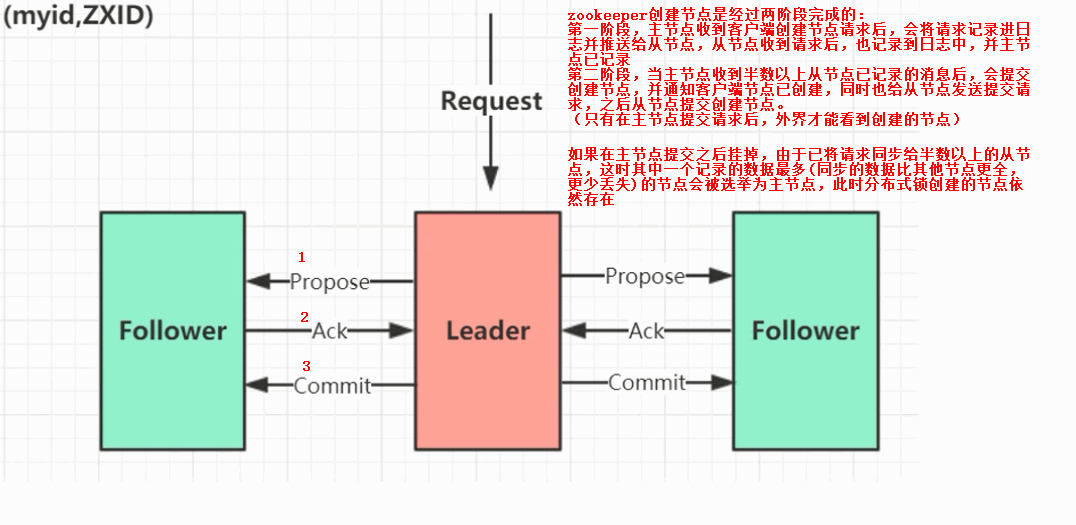 (myid,ZXID)
zookeeper创建节点是经过两阶段完成的：
第一阶段，主节点收到客户端创建节点请求后，会将请求记录进日
志并推送给从节点，从节点收到请求后，也记录到日志中，并主节
点已记录
第二阶段，当主节点收到半数以上从节点已记录的消息后，会提交
创建节点，并通知客户端节点已创建，同时也给从节点发送提交请
求，之后从节点提交创建节点。
（只有在主节点提交请求后，外界才能看到创建的节点）
如果在主节点提交之后挂掉，由于已将请求同步给半数以上的从节
点，这时其中一个记录的数据最多(同步的数据比其他节点更全，
更少丢失)的节点会被选举为主节点，此时分布式锁创建的节点依
然存在
Request
1
Propose
Propose
2
Follower
Ack
Leader
Ack
Follower
3
Commit
Commit